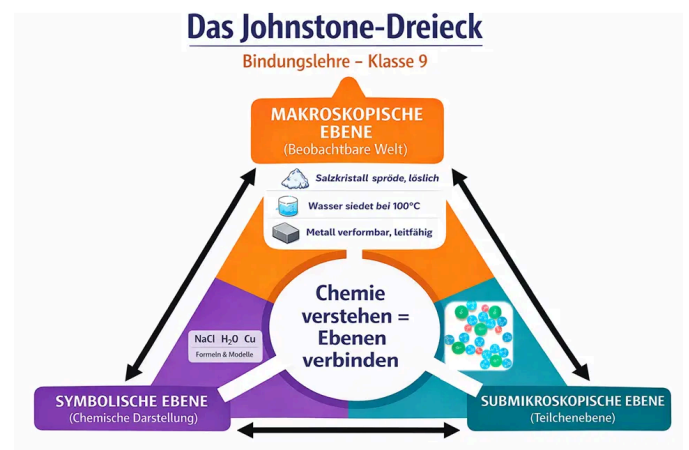 Das Johnstone-Dreieck
Bindungslehre – Klasse 9
MAKROSKOPISCHE
EBENE
(Beobachtbare Welt)
Salzkristall spröde, löslich
Wasser siedet bei 100°C
Metall verformbar, leitfähig
Chemie
verstehen =
Ebenen
verbinden
NaCl H₂O Cu
Formeln & Modelle
SYMBOLISCHE EBENE
(Chemische Darstellung)
SUBMIKROSKOPISCHE EBENE
(Teilchenebene)